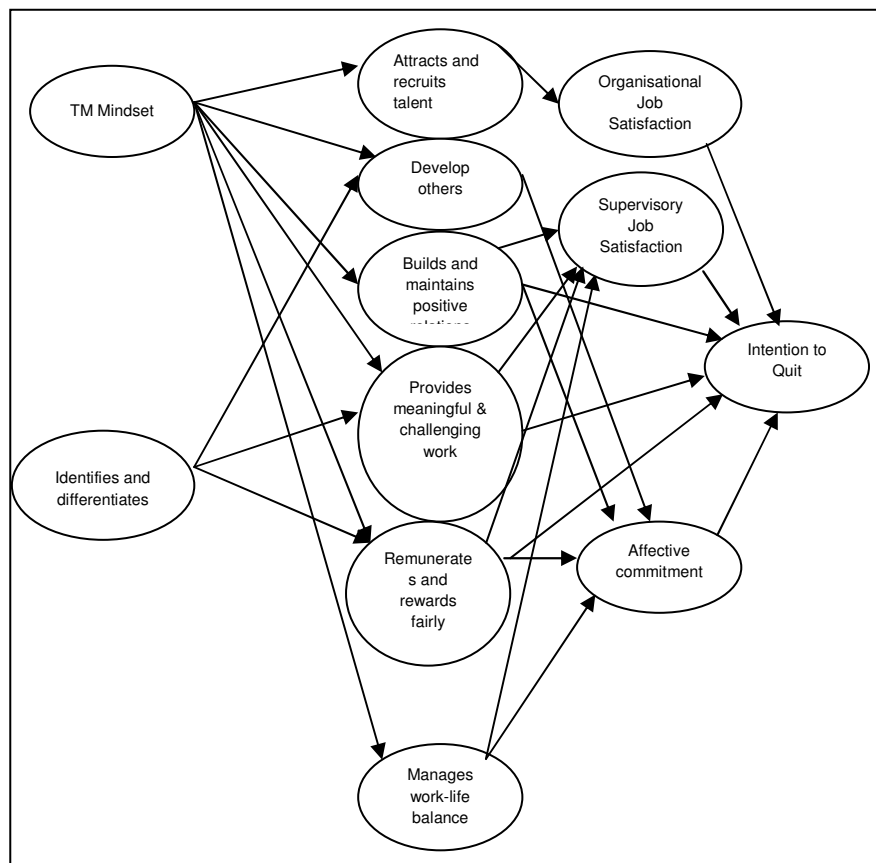 TM Mindset
Identifies and
differentiates
Attracts and
recruits
talent
Develop
others
Builds and
maintains
positive
relations
Provides
meaningful &
challenging
work
Remunerate
s and
rewards
fairly
Manages
work-life
balance
Organisational
Job
Satisfaction
Supervisory
Job
Satisfaction
Affective
commitment
Intention to
Quit